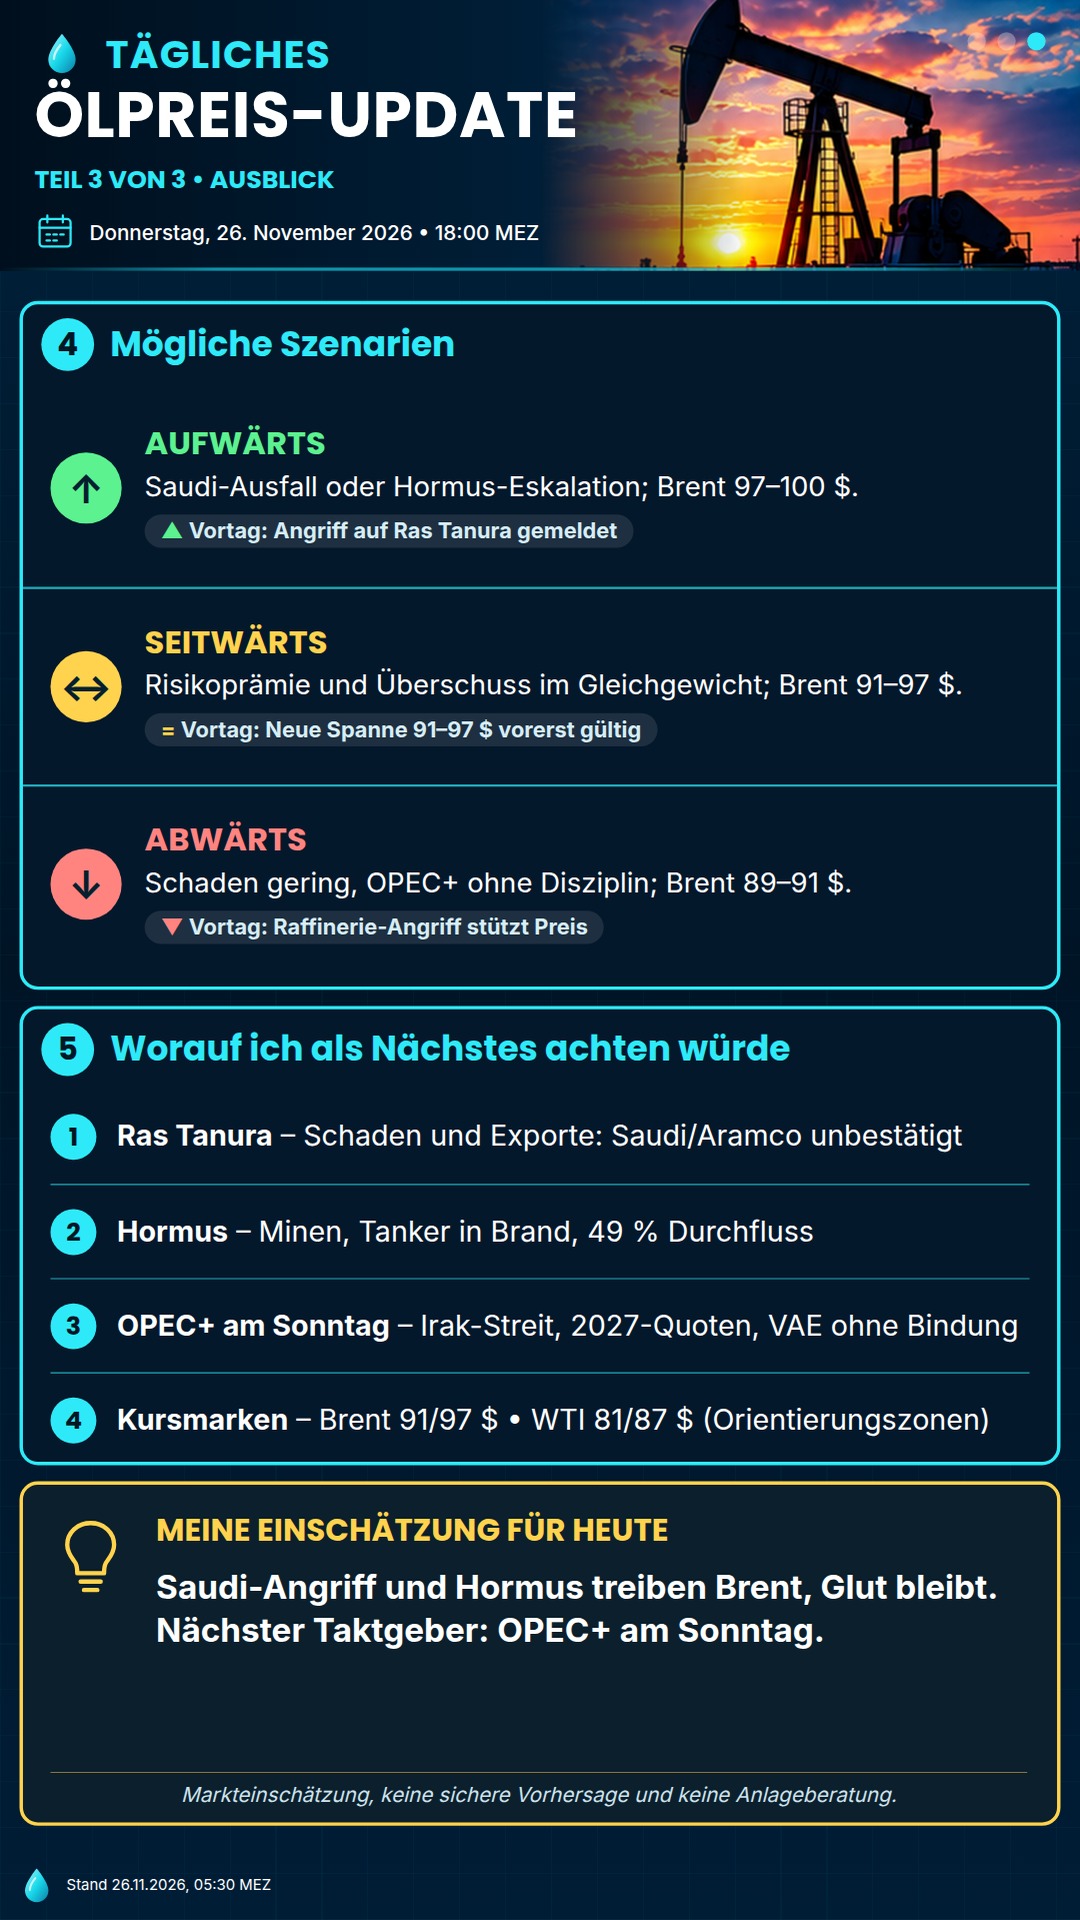 TÄGLICHES
ÖLPREIS-UPDATE
TEIL 3 VON 3 • AUSBLICK
Donnerstag, 26. November 2026 • 18:00 MEZ
4 Mögliche Szenarien
AUFWÄRTS
↑ Saudi-Ausfall oder Hormus-Eskalation; Brent 97–100 $.
▲ Vortag: Angriff auf Ras Tanura gemeldet
SEITWÄRTS
↔ Risikoprämie und Überschuss im Gleichgewicht; Brent 91–97 $.
= Vortag: Neue Spanne 91–97 $ vorerst gültig
ABWÄRTS
↓ Schaden gering, OPEC+ ohne Disziplin; Brent 89–91 $.
▼ Vortag: Raffinerie-Angriff stützt Preis
5 Worauf ich als Nächstes achten würde
1 Ras Tanura – Schaden und Exporte: Saudi/Aramco unbestätigt
2 Hormus – Minen, Tanker in Brand, 49 % Durchfluss
3 OPEC+ am Sonntag – Irak-Streit, 2027-Quoten, VAE ohne Bindung
4 Kursmarken – Brent 91/97 $ • WTI 81/87 $ (Orientierungszonen)
MEINE EINSCHÄTZUNG FÜR HEUTE
Saudi-Angriff und Hormus treiben Brent, Glut bleibt.
Nächster Taktgeber: OPEC+ am Sonntag.
Markteinschätzung, keine sichere Vorhersage und keine Anlageberatung.
Stand 26.11.2026, 05:30 MEZ